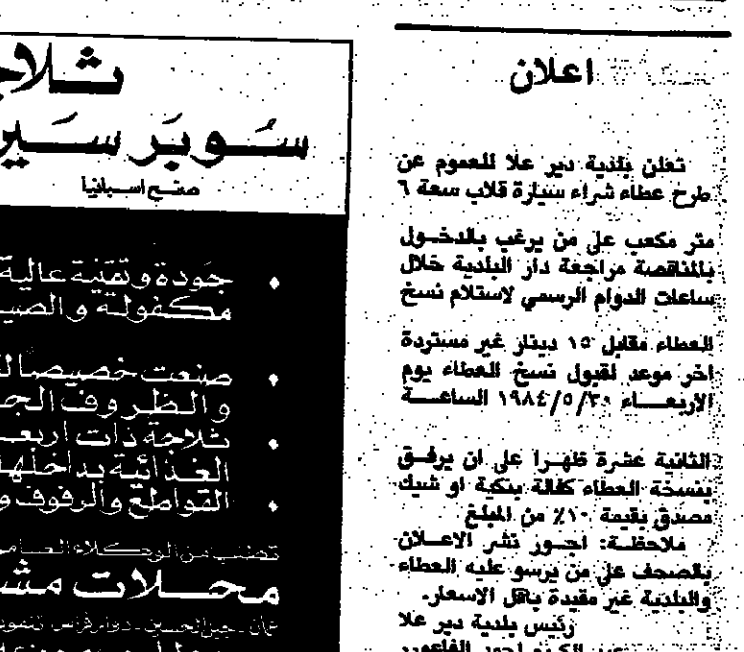 اعلان
تعلن بلدية دير علا للعموم عن
طرح عطاء شراء سيارة قلاب سعة ٦
متر مكعب على من يرغب بالدخول
بالمناقصة مراجعة دار البلدية خلال
ساعات الدوام الرسمي لاستلام نسخ
العطاء مقابل ١٥ دينار غير مستردة
اخر موعد لقبول نسخ العطاء يوم
الاربعاء ١٩٨٤/٥/٣٠ الساعة
الثانية عشرة ظهرا على ان يرفق
بنسخة العطاء كفالة بنكية او شيك
مصدق بقيمة ١٠٪ من المبلغ
ملاحظة: اجور نشر الاعلان
بالصحف على من يرسو عليه العطاء
والبلدية غير مقيدة باقل الاسعار.
رئيس بلدية دير علا
سوبر سير
صنع اسبانيا
جودة وتقنية عالية
مكفولة والصي
صنعت خصيصا
والظروف الج
ثلاجة ذات اربع
الغذائية بداخلها
القواطع والرفوف و
تطلب من الوكلاء
محلات